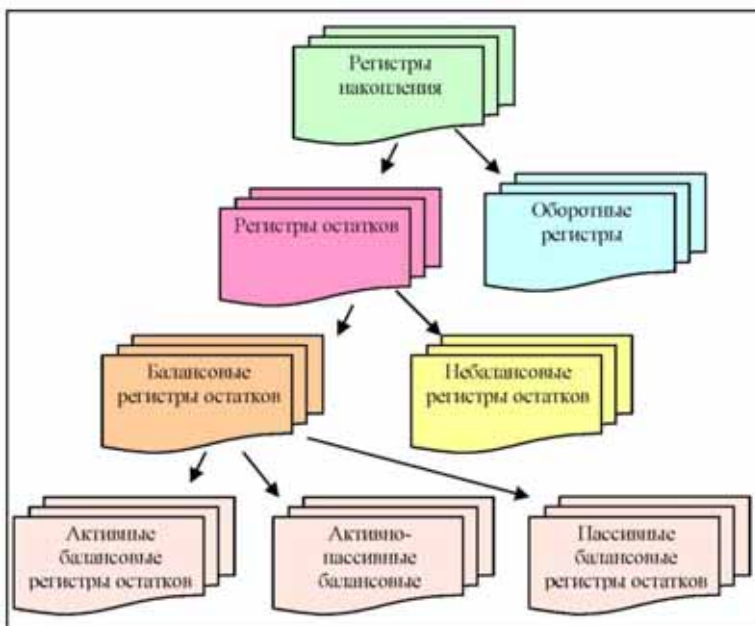 Регистры
накопления
Регистры остатков
Оборотные
регистры
Балансовые
регистры остатков
Небалансовые
регистры остатков
Активные
балансовые
регистры остатков
Активно-
пассивные
балансовые
Пассивные
балансовые
регистры остатков